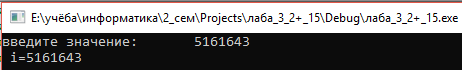 E:\учёба\информатика\2_сем\Projects\лаба_3_2+_15\Debug\лаба_3_2+_15.exe
введите значение:       5161643
 i=5161643